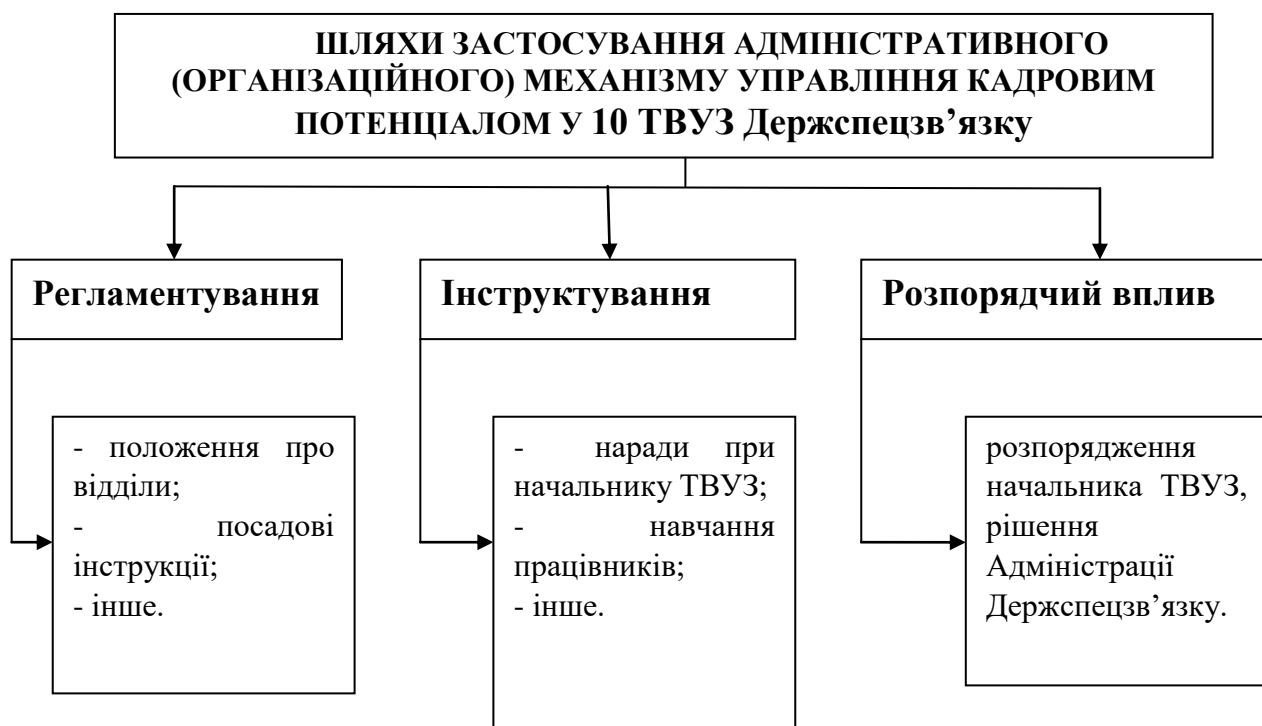 ШЛЯХИ ЗАСТОСУВАННЯ АДМІНІСТРАТИВНОГО
(ОРГАНІЗАЦІЙНОГО) МЕХАНІЗМУ УПРАВЛІННЯ КАДРОВИМ
ПОТЕНЦІАЛОМ У 10 ТВУЗ Держспецзв’язку
Регламентування
- положення про
відділи;
- посадові
інструкції;
- інше.
Інструктування
- наради при
начальнику ТВУЗ;
- навчання
працівників;
- інше.
Розпорядчий вплив
розпорядження
начальника ТВУЗ,
рішення
Адміністрації
Держспецзв’язку.